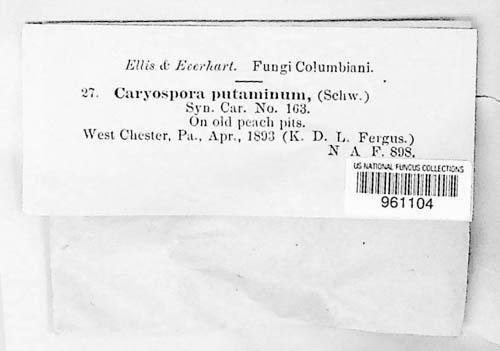 Ellis & Everhart. Fungi Columbiani.
27. Caryospora putaminum, (Schw.)
Syn. Car. No. 163.
On old peach pits.
West Chester, Pa., Apr., 1893 (K. D. L. Fergus.)
N A F. 898.
US NATIONAL FUNGUS COLLECTIONS
961104